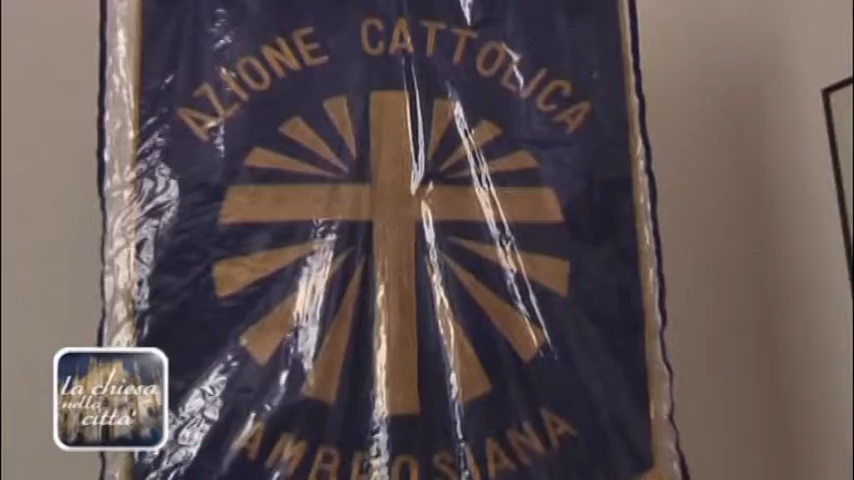 AZIONE CATTOLICA
AMBROSIANA
la chiesa
nella
città